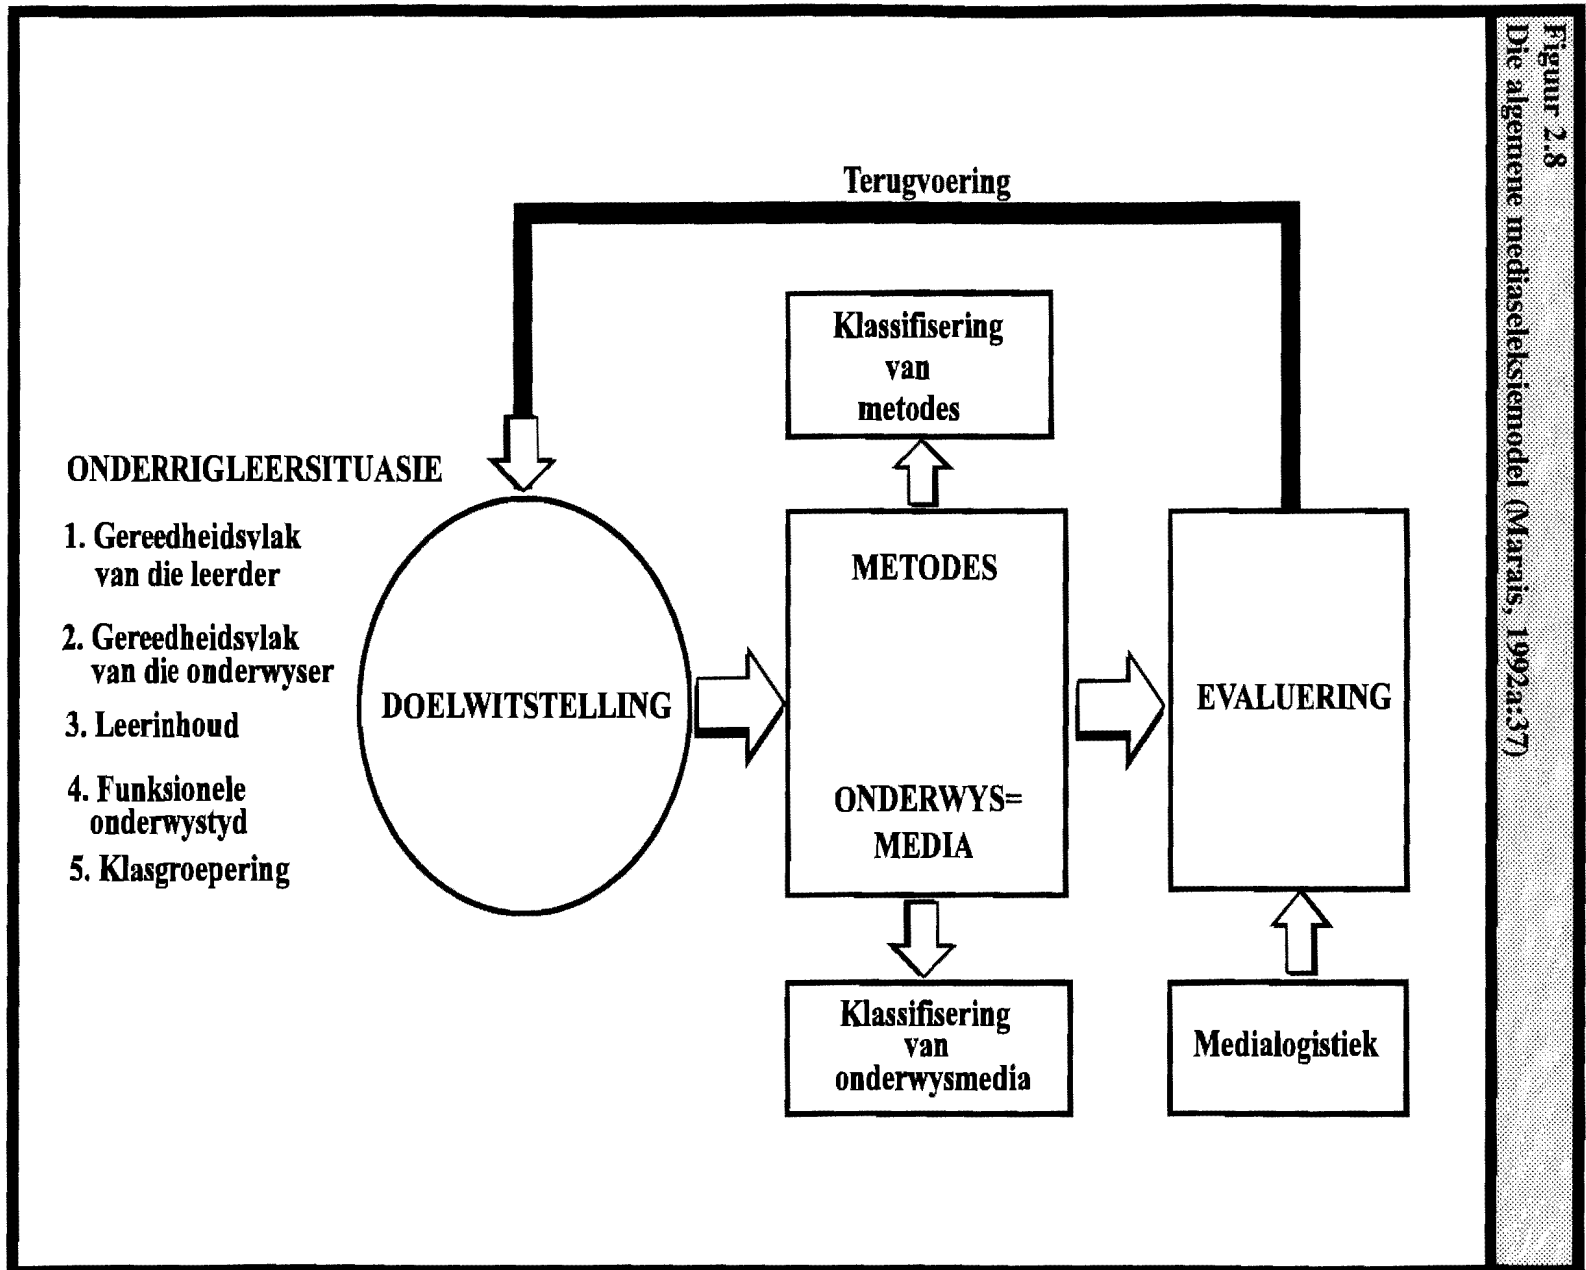 Figuur 2.8
Die algemene mediaseleksiemodel (Marais, 1992a:37)
Terugvoering
Klassifisering
van
metodes
ONDERRIGLEERSITUASIE
1. Gereedheidsvlak
van die leerder
2. Gereedheidsvlak
van die onderwyser
3. Leerinhoud
4. Funksionele
onderwystyd
5. Klasgroepering
DOELWITSTELLING
METODES
ONDERWYS=
MEDIA
EVALUERING
Klassifisering
van
onderwysmedia
Medialogistiek